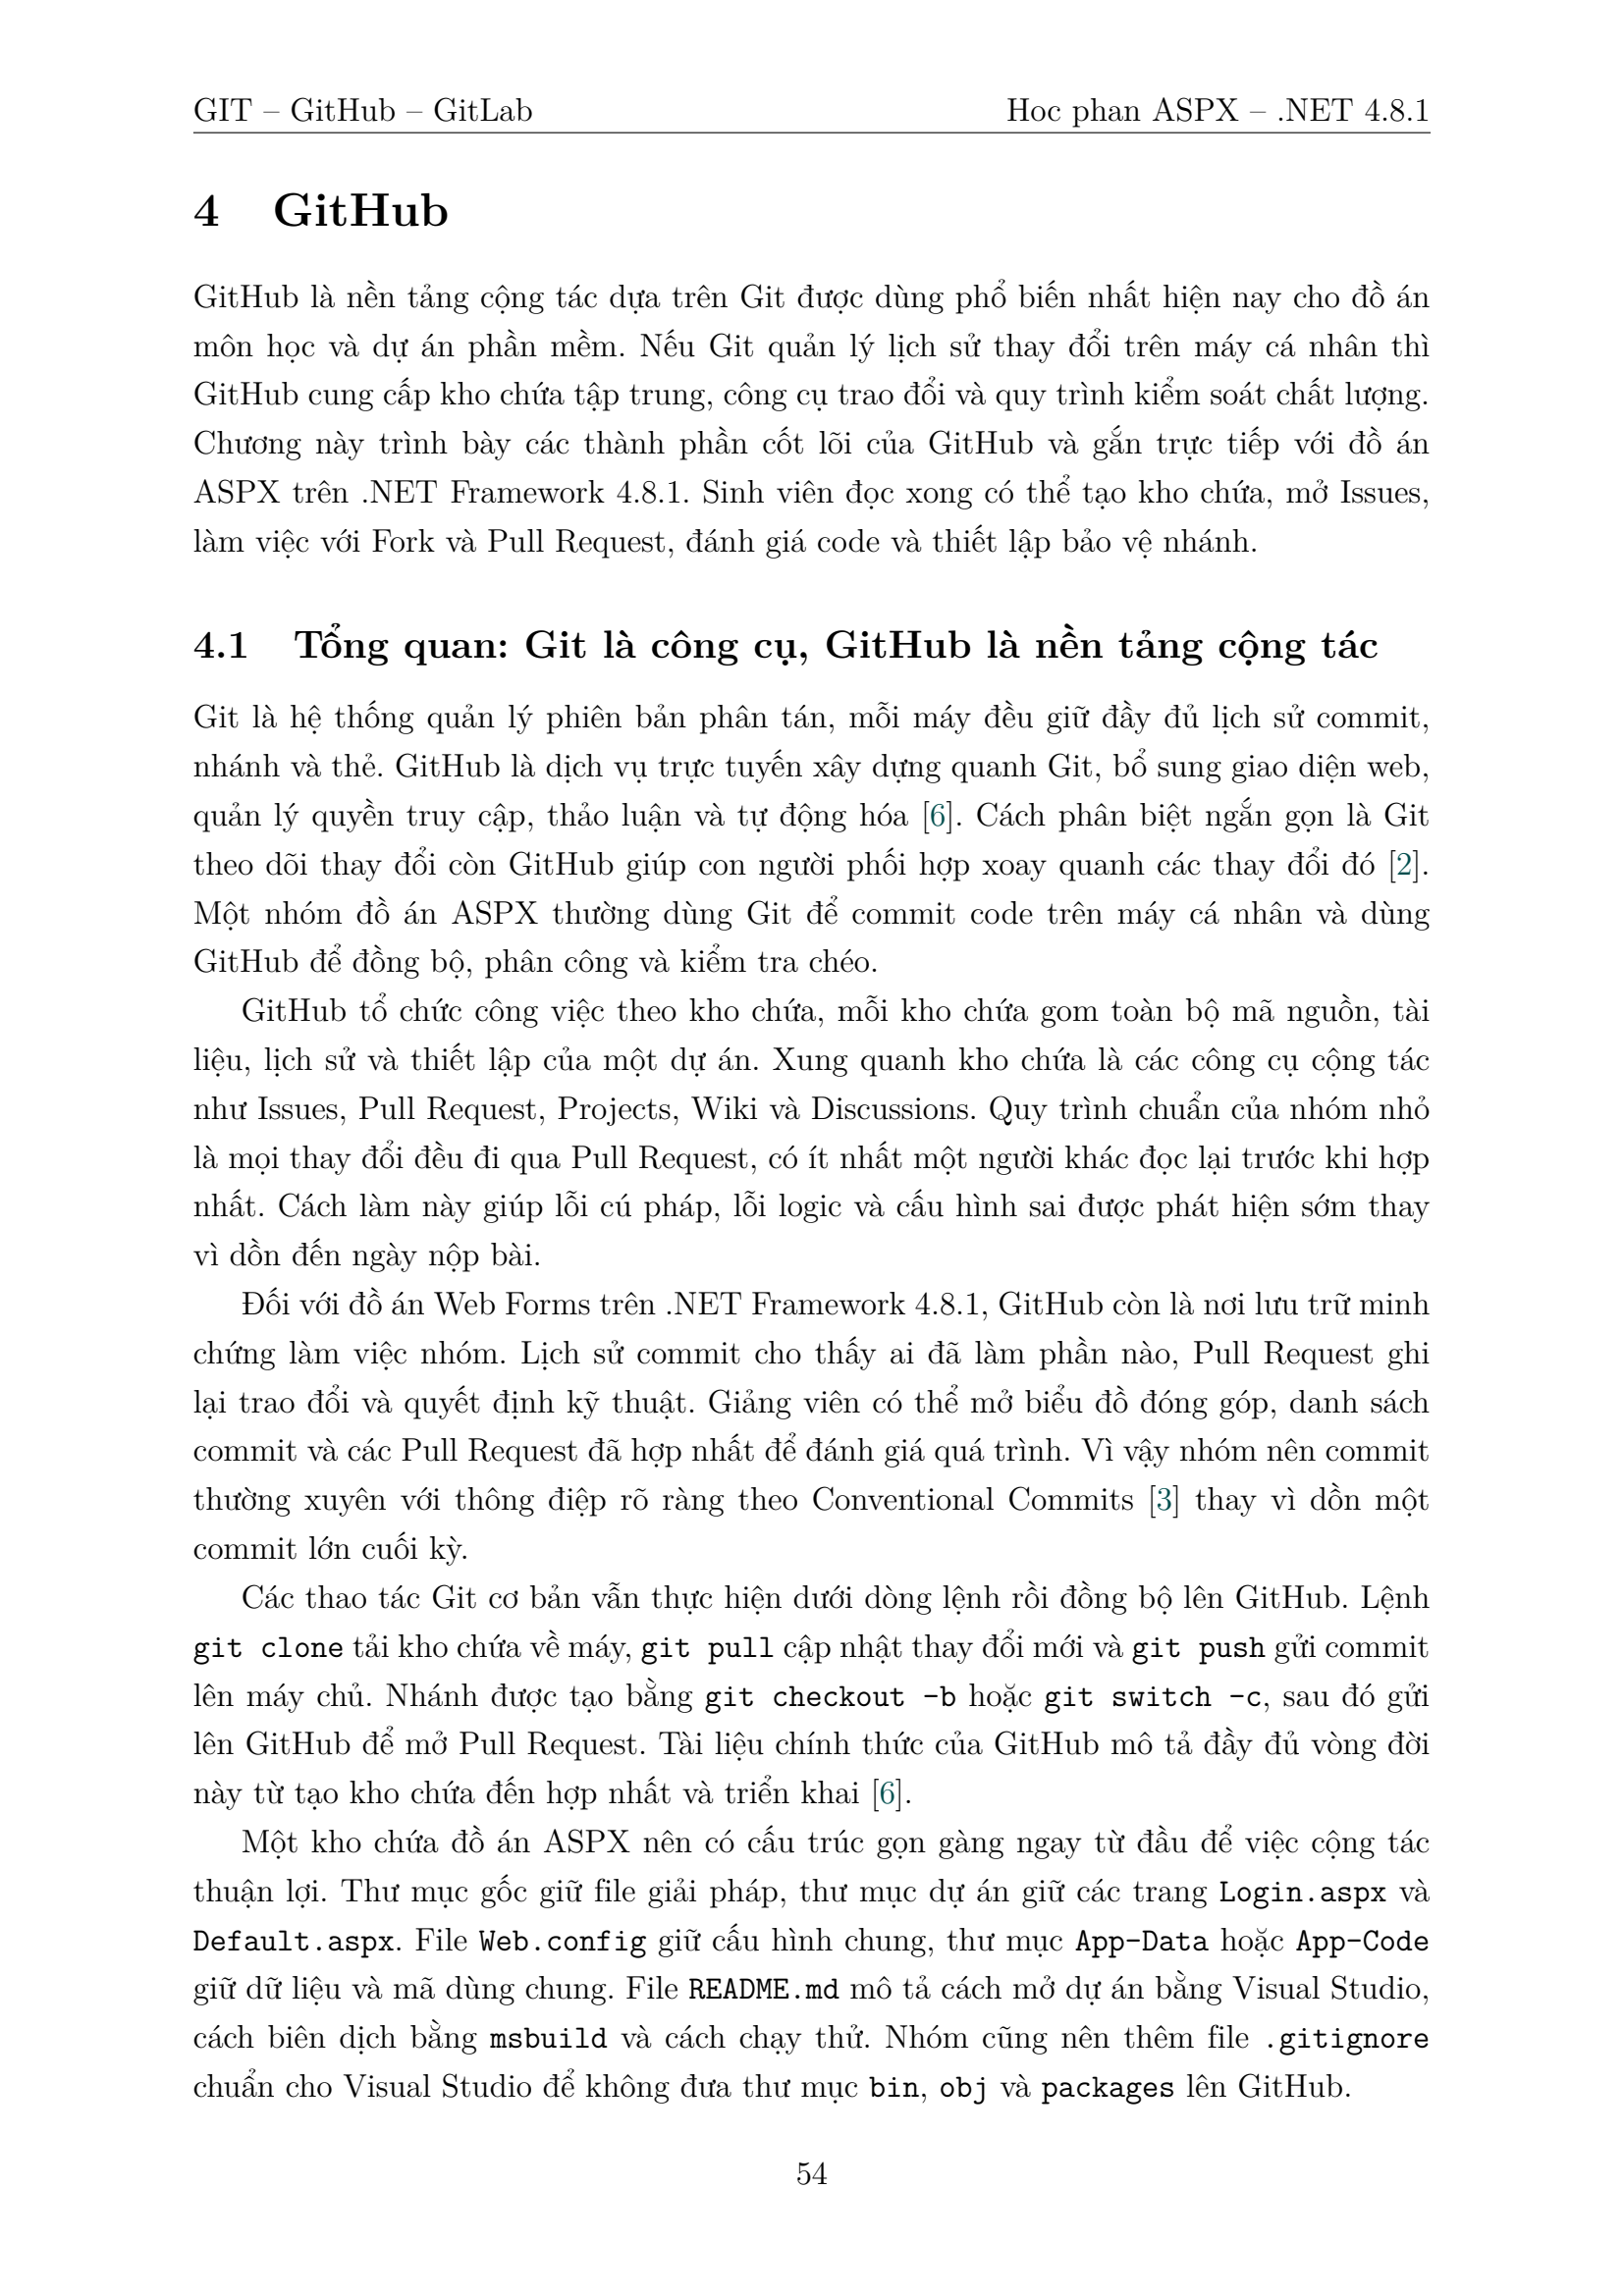 GIT – GitHub – GitLab
Hoc phan ASPX – .NET 4.8.1
4 GitHub
GitHub là nền tảng cộng tác dựa trên Git được dùng phổ biến nhất hiện nay cho đồ án
môn học và dự án phần mềm. Nếu Git quản lý lịch sử thay đổi trên máy cá nhân thì
GitHub cung cấp kho chứa tập trung, công cụ trao đổi và quy trình kiểm soát chất lượng.
Chương này trình bày các thành phần cốt lõi của GitHub và gắn trực tiếp với đồ án
ASPX trên .NET Framework 4.8.1. Sinh viên đọc xong có thể tạo kho chứa, mở Issues,
làm việc với Fork và Pull Request, đánh giá code và thiết lập bảo vệ nhánh.
4.1 Tổng quan: Git là công cụ, GitHub là nền tảng cộng tác
Git là hệ thống quản lý phiên bản phân tán, mỗi máy đều giữ đầy đủ lịch sử commit,
nhánh và thẻ. GitHub là dịch vụ trực tuyến xây dựng quanh Git, bổ sung giao diện web,
quản lý quyền truy cập, thảo luận và tự động hóa [6]. Cách phân biệt ngắn gọn là Git
theo dõi thay đổi còn GitHub giúp con người phối hợp xoay quanh các thay đổi đó [2].
Một nhóm đồ án ASPX thường dùng Git để commit code trên máy cá nhân và dùng
GitHub để đồng bộ, phân công và kiểm tra chéo.
GitHub tổ chức công việc theo kho chứa, mỗi kho chứa gom toàn bộ mã nguồn, tài
liệu, lịch sử và thiết lập của một dự án. Xung quanh kho chứa là các công cụ cộng tác
như Issues, Pull Request, Projects, Wiki và Discussions. Quy trình chuẩn của nhóm nhỏ
là mọi thay đổi đều đi qua Pull Request, có ít nhất một người khác đọc lại trước khi hợp
nhất. Cách làm này giúp lỗi cú pháp, lỗi logic và cấu hình sai được phát hiện sớm thay
vì dồn đến ngày nộp bài.
Đối với đồ án Web Forms trên .NET Framework 4.8.1, GitHub còn là nơi lưu trữ minh
chứng làm việc nhóm. Lịch sử commit cho thấy ai đã làm phần nào, Pull Request ghi
lại trao đổi và quyết định kỹ thuật. Giảng viên có thể mở biểu đồ đóng góp, danh sách
commit và các Pull Request đã hợp nhất để đánh giá quá trình. Vì vậy nhóm nên commit
thường xuyên với thông điệp rõ ràng theo Conventional Commits [3] thay vì dồn một
commit lớn cuối kỳ.
Các thao tác Git cơ bản vẫn thực hiện dưới dòng lệnh rồi đồng bộ lên GitHub. Lệnh
git clone tải kho chứa về máy, git pull cập nhật thay đổi mới và git push gửi commit
lên máy chủ. Nhánh được tạo bằng git checkout -b hoặc git switch -c, sau đó gửi
lên GitHub để mở Pull Request. Tài liệu chính thức của GitHub mô tả đầy đủ vòng đời
này từ tạo kho chứa đến hợp nhất và triển khai [6].
Một kho chứa đồ án ASPX nên có cấu trúc gọn gàng ngay từ đầu để việc cộng tác
thuận lợi. Thư mục gốc giữ file giải pháp, thư mục dự án giữ các trang Login.aspx và
Default.aspx. File Web.config giữ cấu hình chung, thư mục App-Data hoặc App-Code
giữ dữ liệu và mã dùng chung. File README.md mô tả cách mở dự án bằng Visual Studio,
cách biên dịch bằng msbuild và cách chạy thử. Nhóm cũng nên thêm file .gitignore
chuẩn cho Visual Studio để không đưa thư mục bin, obj và packages lên GitHub.
54